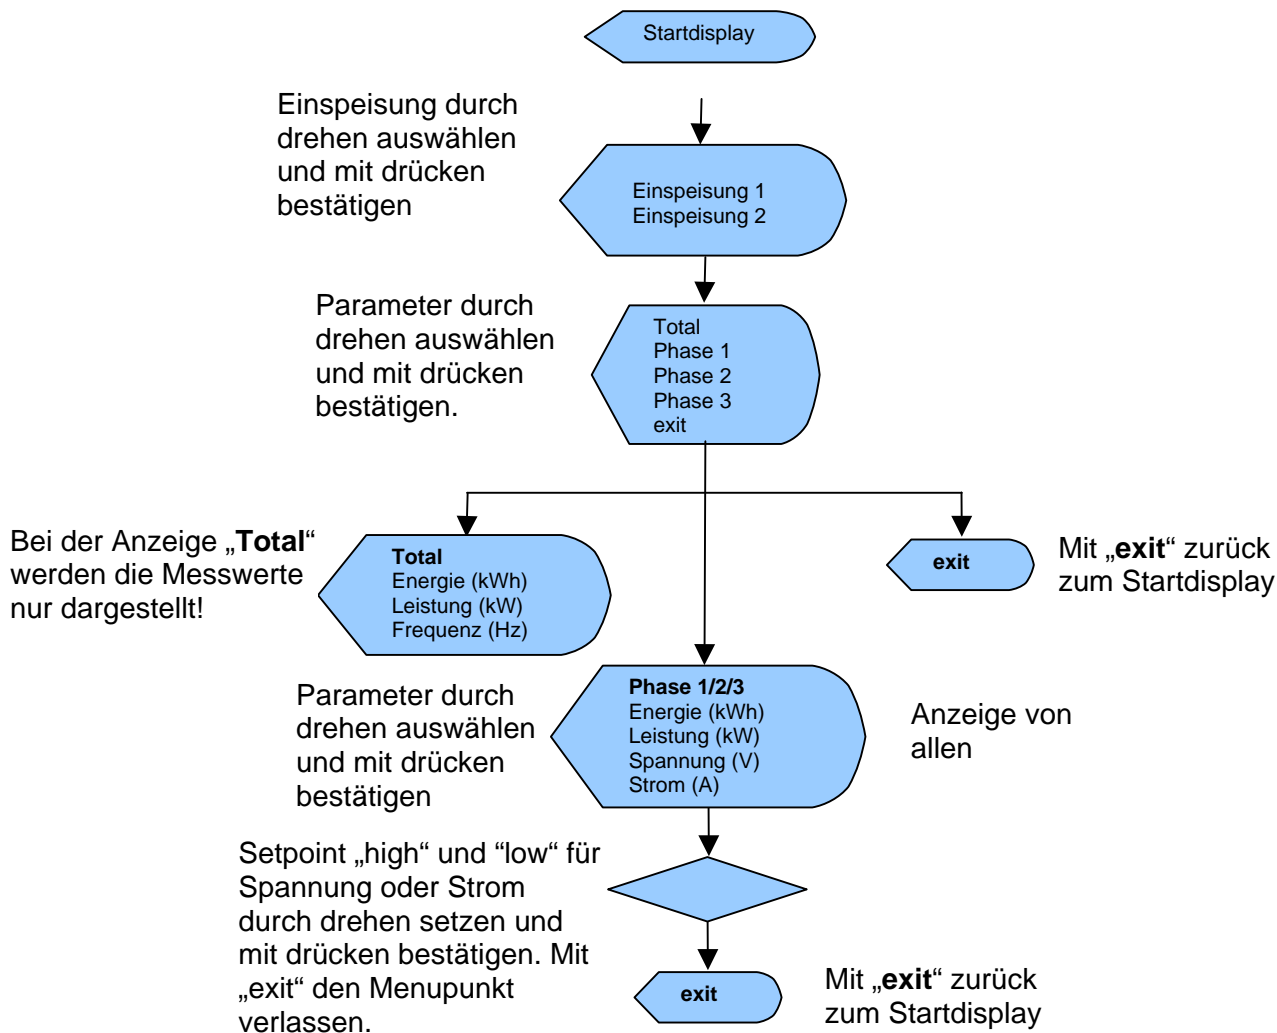 Startdisplay
Einspeisung durch
drehen auswählen
und mit drücken
bestätigen
Einspeisung 1
Einspeisung 2
Parameter durch
drehen auswählen
und mit drücken
bestätigen.
Total
Phase 1
Phase 2
Phase 3
exit
Bei der Anzeige „Total“
werden die Messwerte
nur dargestellt!
Total
Energie (kWh)
Leistung (kW)
Frequenz (Hz)
exit
Mit „exit“ zurück
zum Startdisplay
Parameter durch
drehen auswählen
und mit drücken
bestätigen
Phase 1/2/3
Energie (kWh)
Leistung (kW)
Spannung (V)
Strom (A)
Anzeige von
allen
Setpoint „high“ und “low“ für
Spannung oder Strom
durch drehen setzen und
mit drücken bestätigen. Mit
„exit“ den Menupunkt
verlassen.
exit
Mit „exit“ zurück
zum Startdisplay